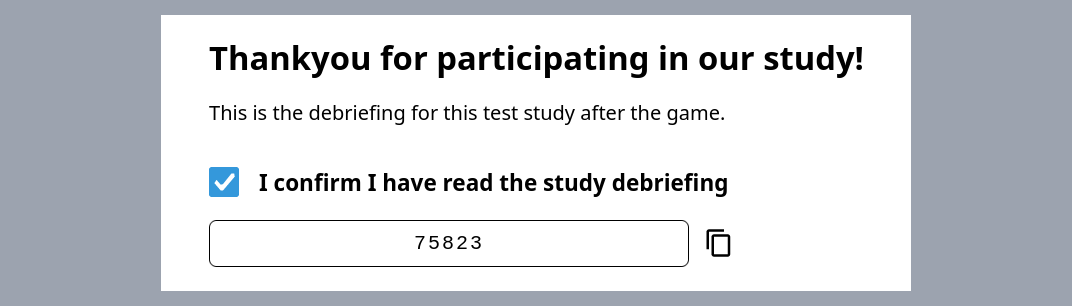 Thankyou for participating in our study!
This is the debriefing for this test study after the game.
I confirm I have read the study debriefing
75823